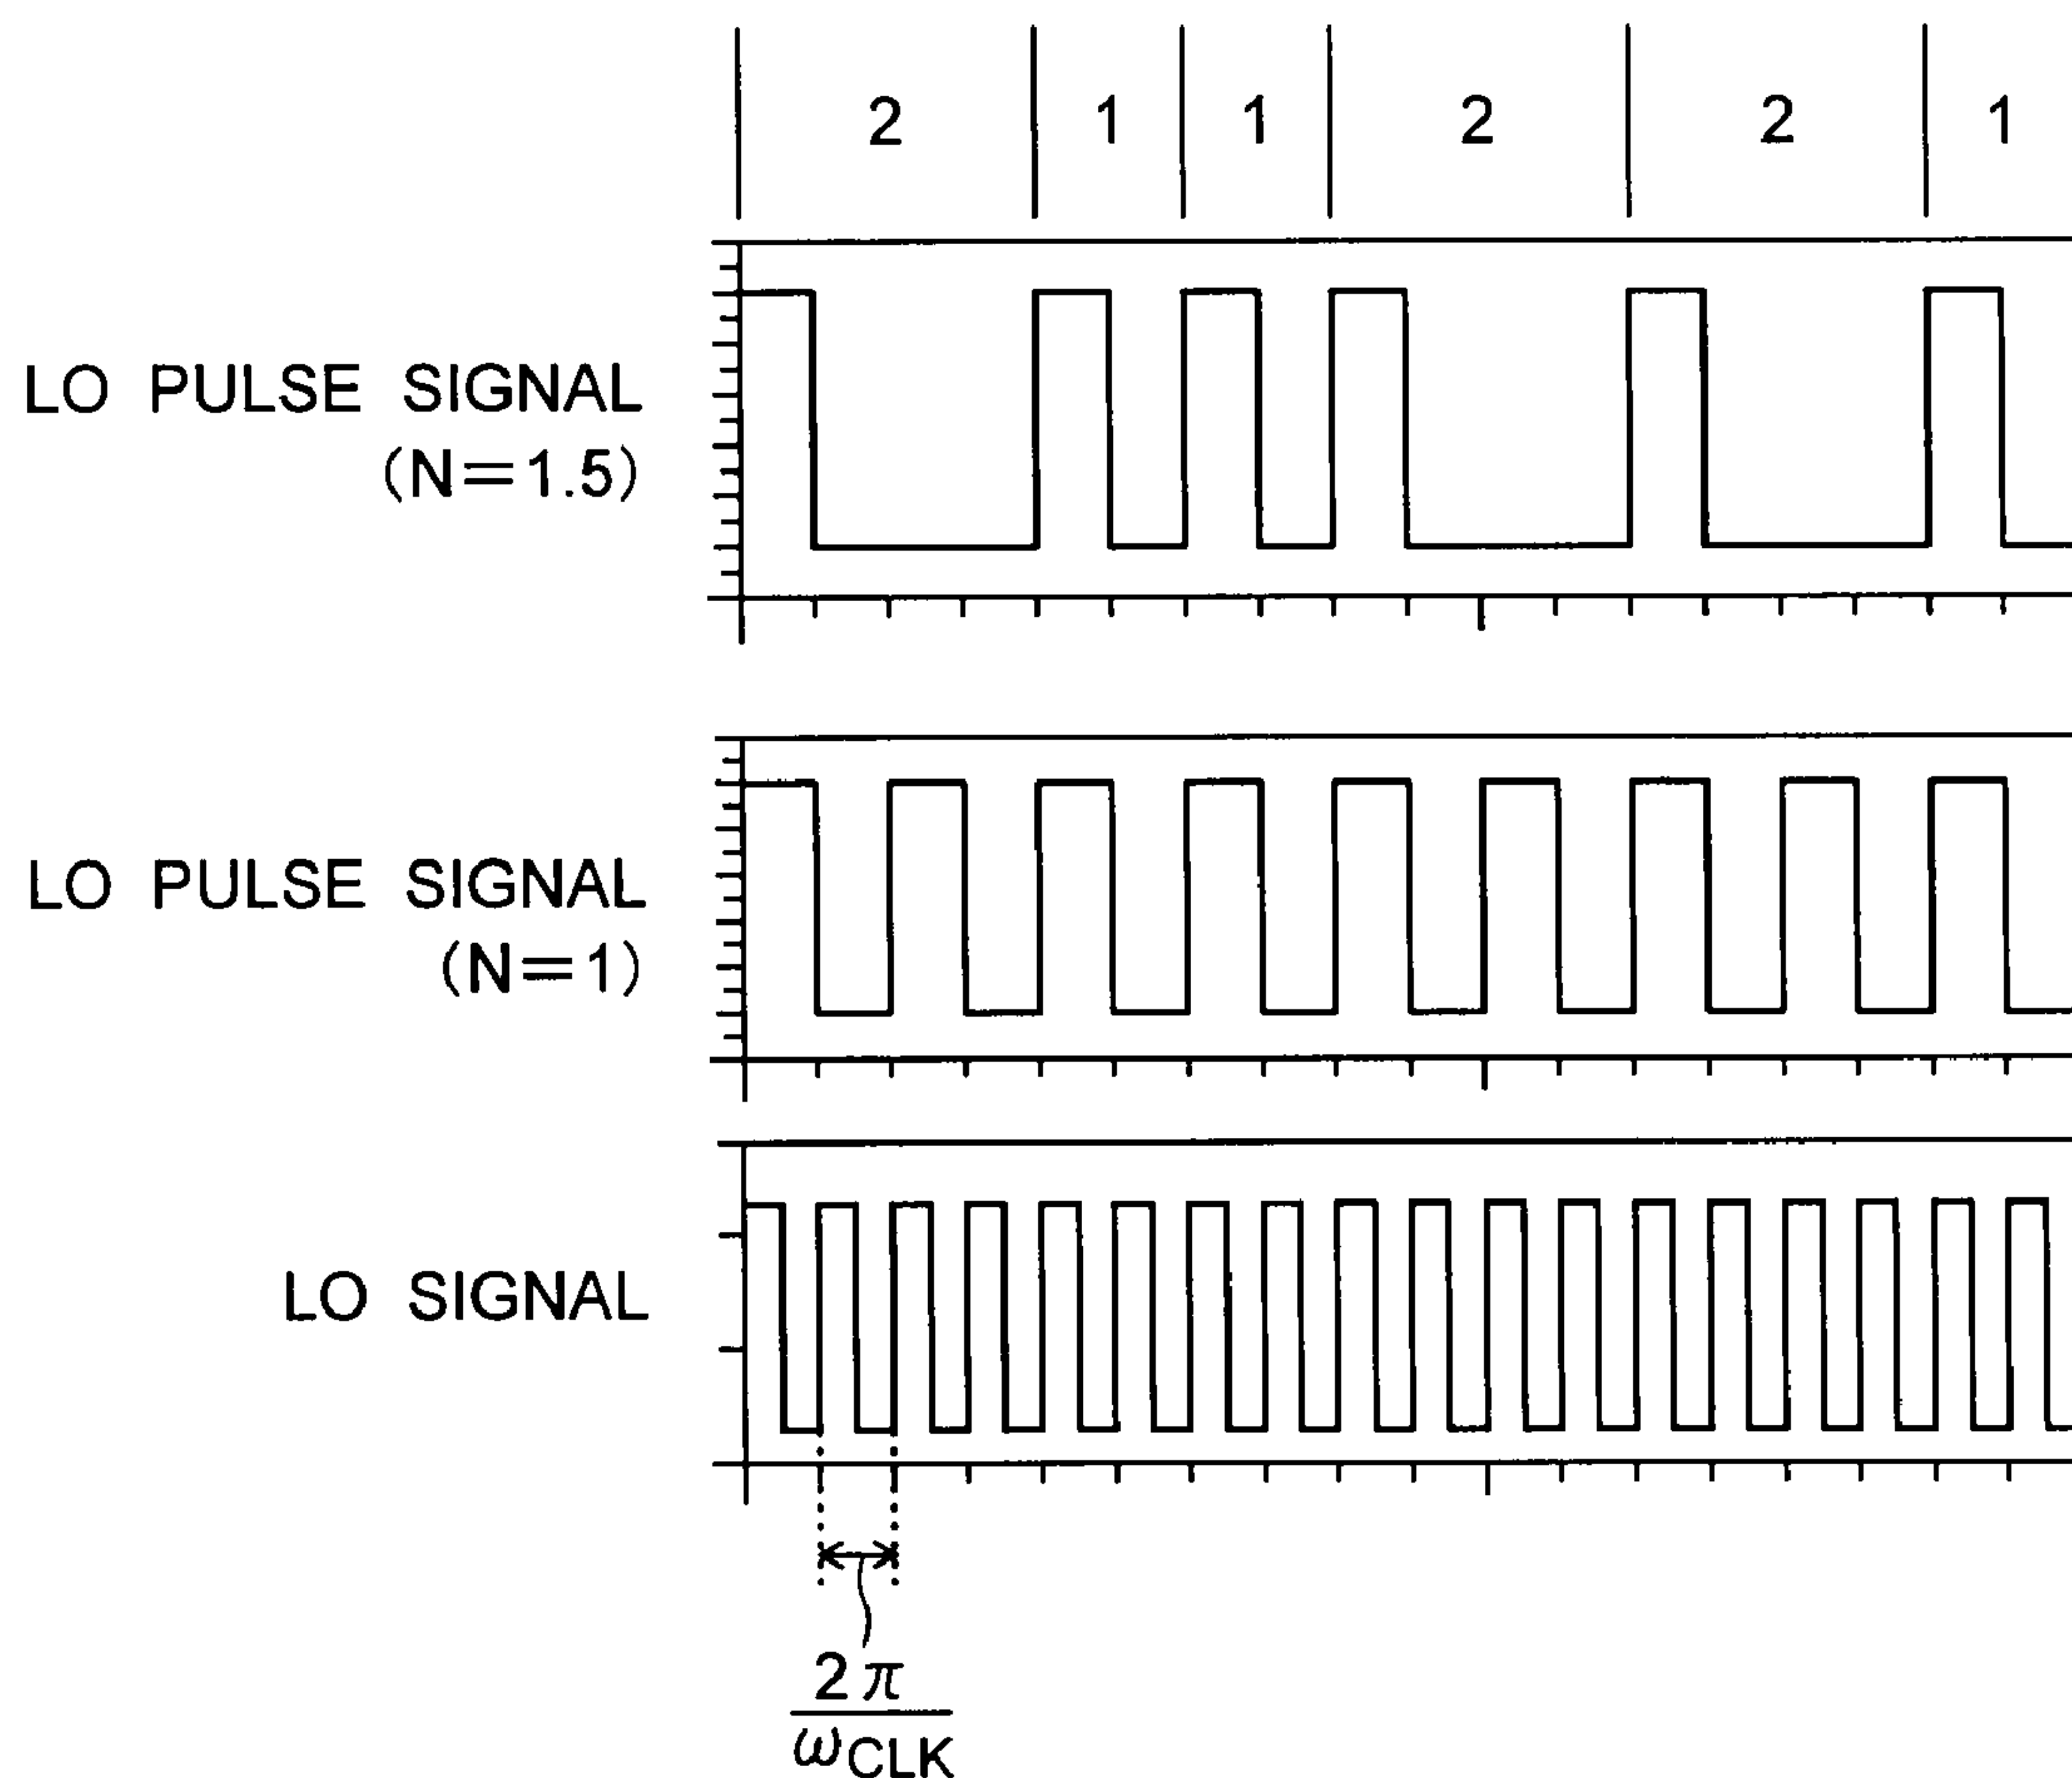 2 1 1 2 2 1
LO PULSE SIGNAL
(N=1.5)
LO PULSE SIGNAL
(N=1)
LO SIGNAL
2π
ωCLK